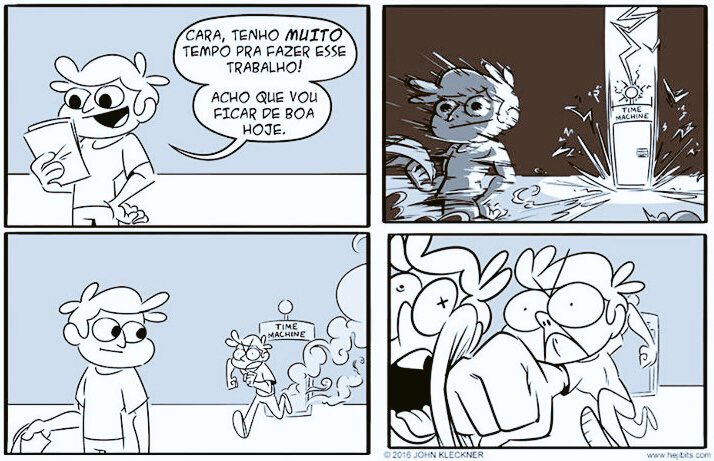 CARA, TENHO MUITO
TEMPO PRA FAZER ESSE
TRABALHO!
ACHO QUE VOU
FICAR DE BOA
HOJE.
TIME
MACHINE
TIME
MACHINE
© 2016 JOHN KLECKNER
www.hejibits.com